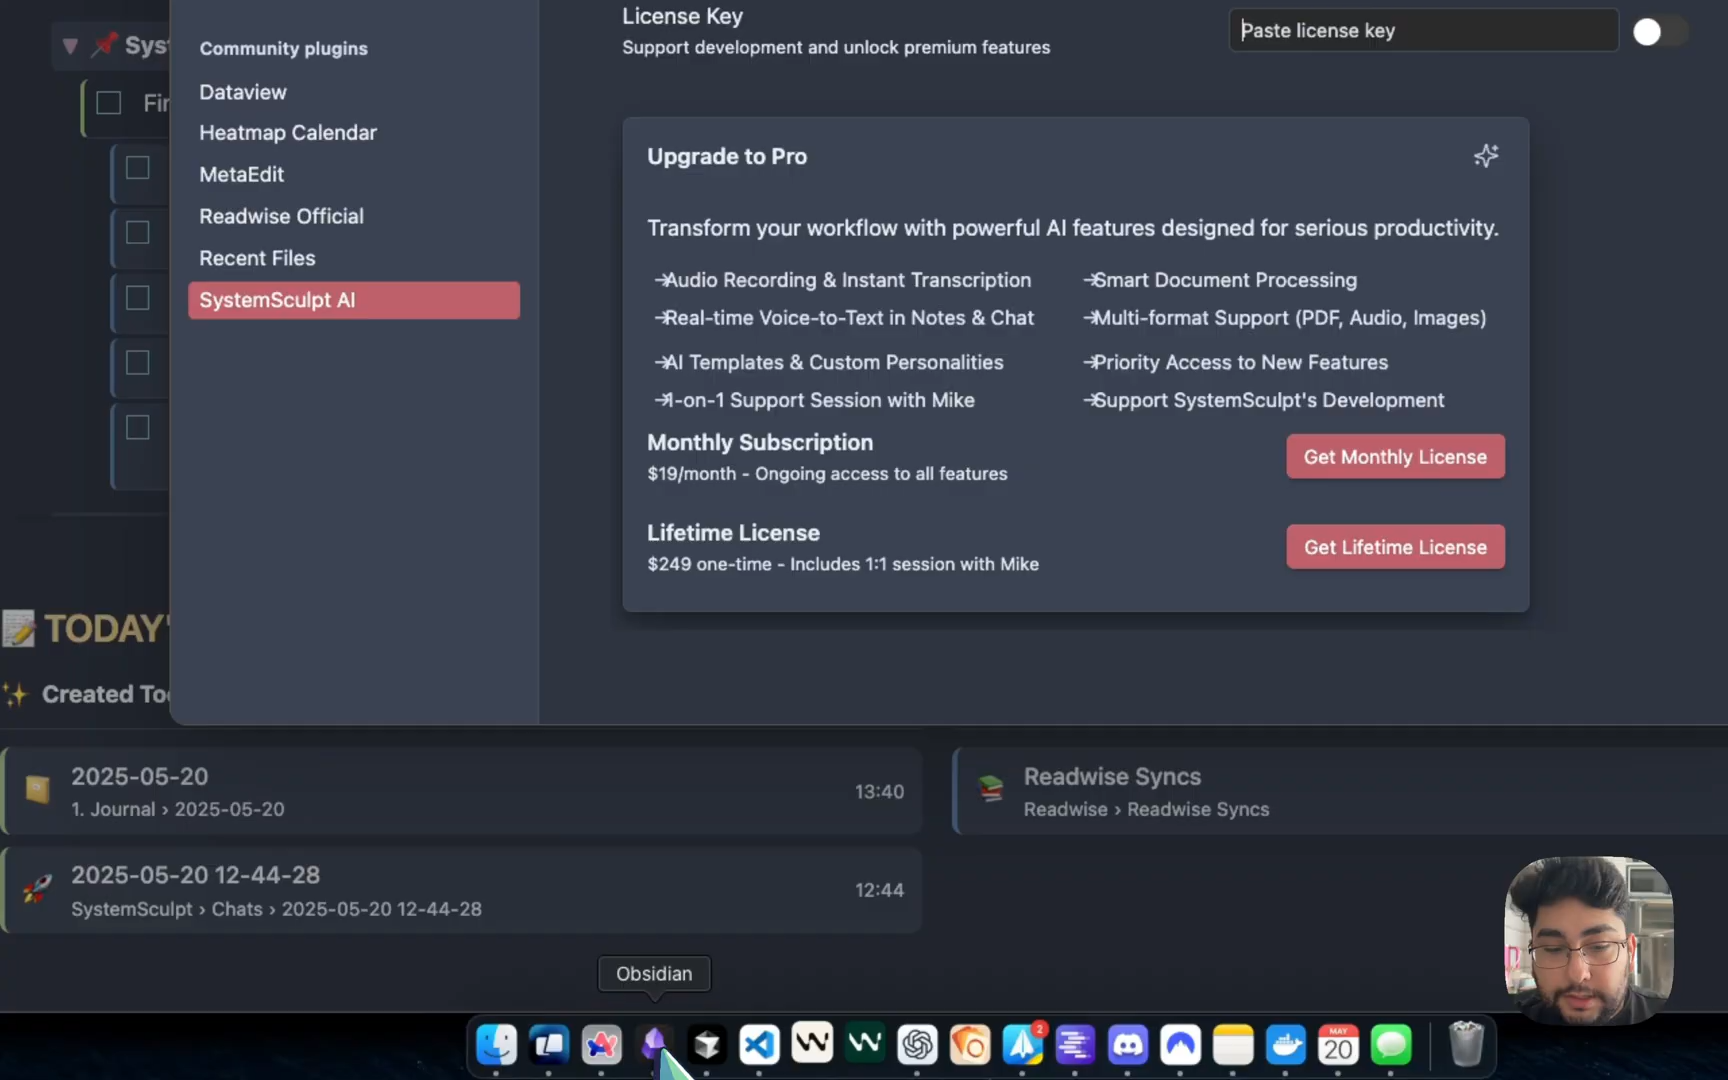 License Key
Support development and unlock premium features
Paste license key
Community plugins
Dataview
Heatmap Calendar
MetaEdit
Readwise Official
Recent Files
SystemSculpt AI
Upgrade to Pro
Transform your workflow with powerful AI features designed for serious productivity.
Audio Recording & Instant Transcription
Smart Document Processing
Real-time Voice-to-Text in Notes & Chat
Multi-format Support (PDF, Audio, Images)
AI Templates & Custom Personalities
Priority Access to New Features
1-on-1 Support Session with Mike
Support SystemSculpt's Development
Monthly Subscription
$19/month - Ongoing access to all features
Get Monthly License
Lifetime License
$249 one-time - Includes 1:1 session with Mike
Get Lifetime License
TODAY'
Created
2025-05-20
1. Journal › 2025-05-20
13:40
Readwise Syncs
Readwise › Readwise Syncs
2025-05-20 12-44-28
SystemSculpt › Chats › 2025-05-20 12-44-28
12:44
Obsidian
2
MAY
20